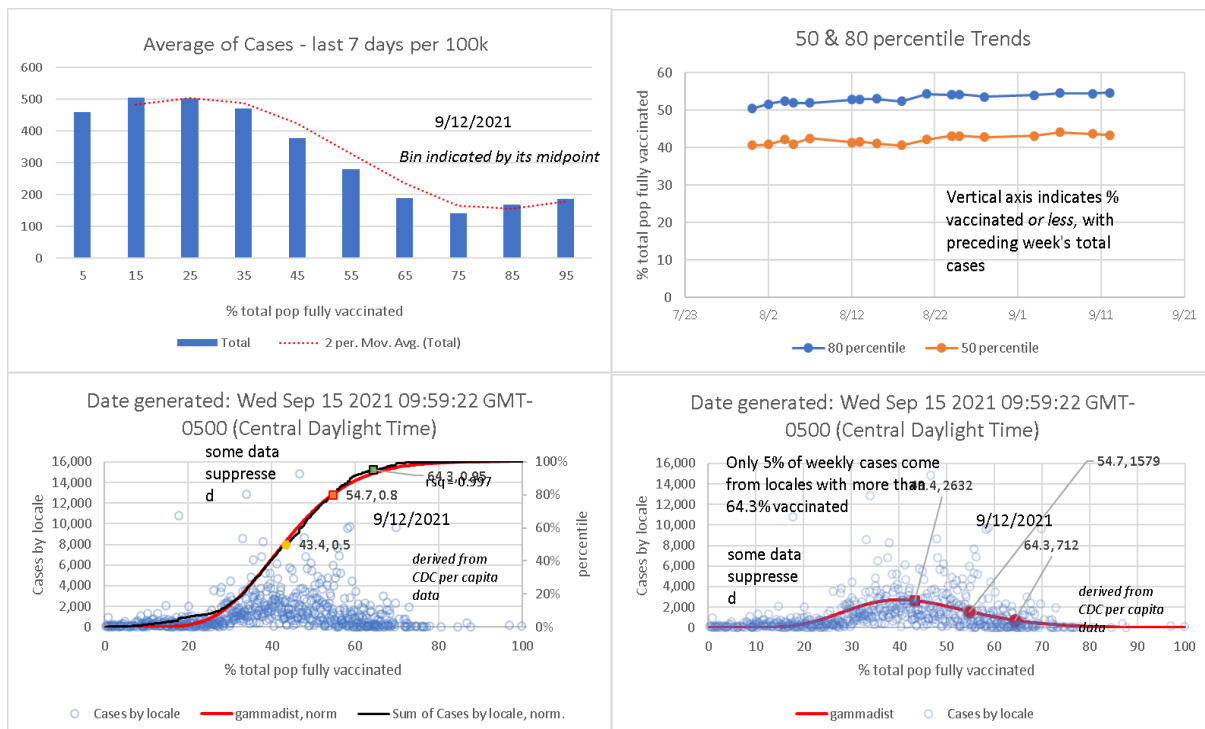 Average of Cases - last 7 days per 100k
600
500
400
300
200
100
0
9/12/2021
Bin indicated by its midpoint
5 15 25 35 45 55 65 75 85 95
% total pop fully vaccinated
Total 2 per. Mov. Avg. (Total)
50 & 80 percentile Trends
% total pop fully vaccinated
60
50
40
30
20
10
0
Vertical axis indicates %
vaccinated or less, with
preceding week's total
cases
7/23 8/2 8/12 8/22 9/1 9/11 9/21
80 percentile 50 percentile
Date generated: Wed Sep 15 2021 09:59:22 GMT-
0500 (Central Daylight Time)
some data
suppresse
d
Cases by locale
16,000
14,000
12,000
10,000
8,000
6,000
4,000
2,000
0
64.3, 0.95
rsq = 0.997
54.7, 0.8
9/12/2021
43.4, 0.5
derived from
CDC per capita
data
100%
80%
60%
40%
20%
0%
percentile
0 20 40 60 80 100
% total pop fully vaccinated
Cases by locale gammadist, norm Sum of Cases by locale, norm.
Date generated: Wed Sep 15 2021 09:59:22 GMT-
0500 (Central Daylight Time)
Cases by locale
16,000
14,000
12,000
10,000
8,000
6,000
4,000
2,000
0
Only 5% of weekly cases come
from locales with more than
64.3% vaccinated
54.7, 1579
43.4, 2632
9/12/2021
64.3, 712
some data
suppresse
d
derived from
CDC per capita
data
0 10 20 30 40 50 60 70 80 90 100
% total pop fully vaccinated
gammadist Cases by locale